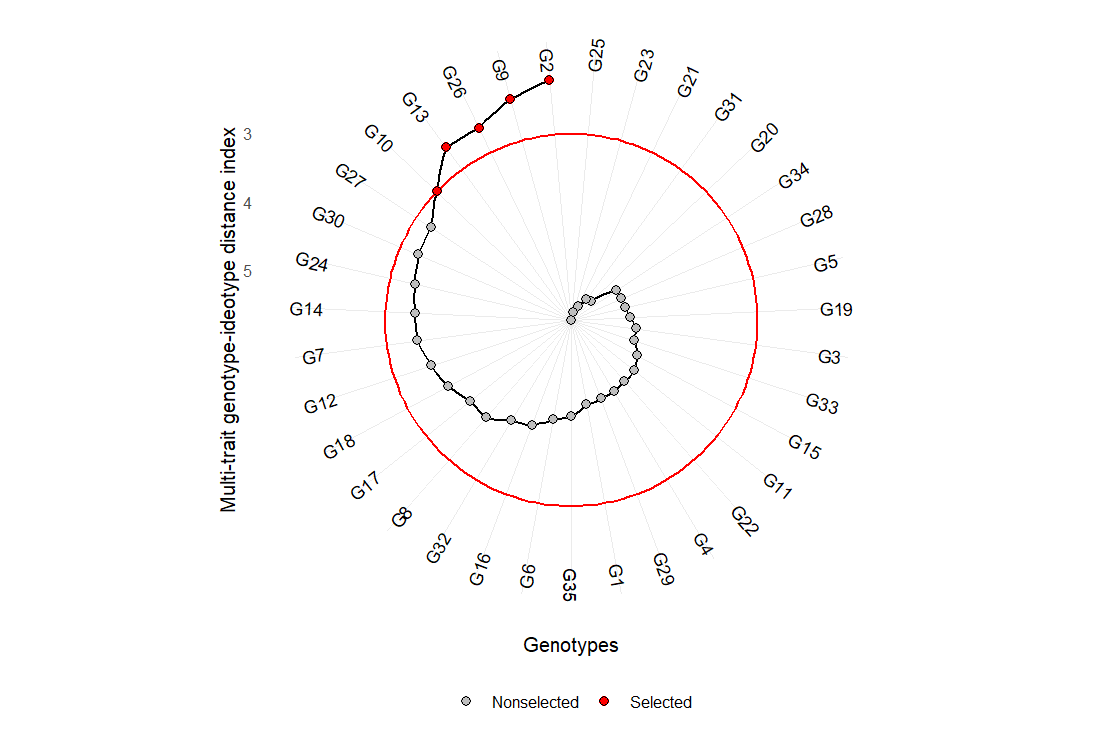 G25
G23
G21
G31
G20
G34
G28
G5
G19
G3
G33
G15
G11
G22
G4
G29
G1
G35
G6
G16
G32
G8
G17
G18
G12
G7
G14
G24
G30
G27
G10
G13
G26
G9
G2
Multi-trait genotype-ideotype distance index
3
4
5
Genotypes
Nonselected Selected